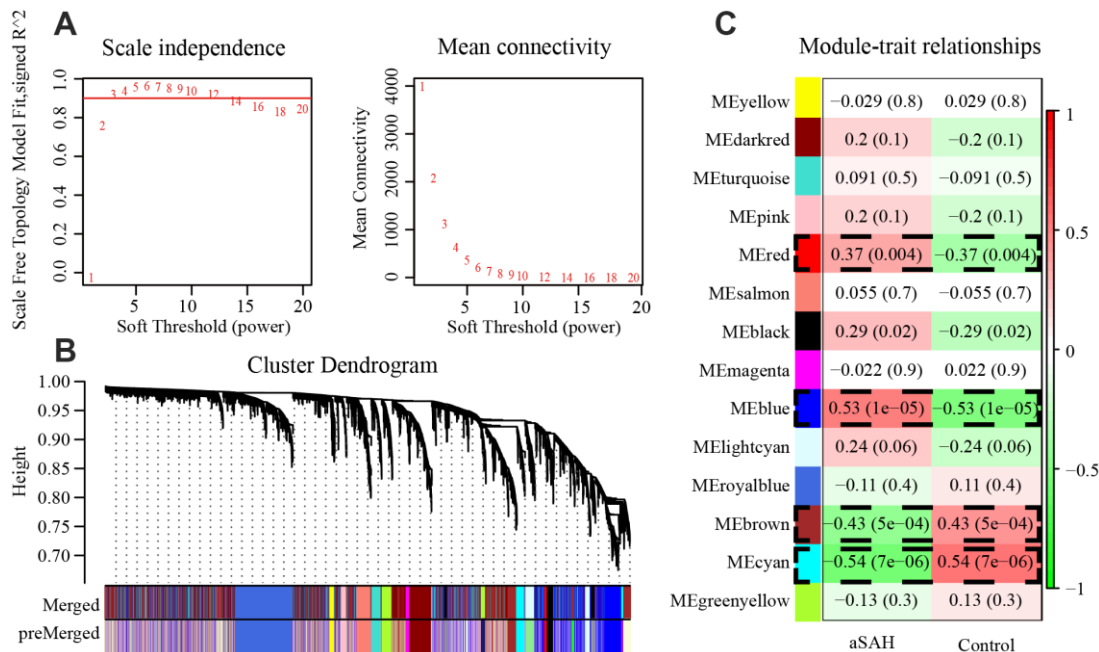 A
Scale independence
Scale Free Topology Model Fit,signed R^2
1.0
0.8
0.6
0.4
0.2
0.0
1 2 3 4 5 6 7 8 9 10 12 14 16 18 20
5 10 15 20
Soft Threshold (power)
Mean connectivity
Mean Connectivity
4000
3000
2000
1000
0
1 2 3 4 5 6 7 8 9 10 12 14 16 18 20
5 10 15 20
Soft Threshold (power)
B
Cluster Dendrogram
Height
1.00
0.95
0.90
0.85
0.80
0.75
0.70
Merged
preMerged
C
Module-trait relationships
MEyellow −0.029 (0.8) 0.029 (0.8)
MEdarkred 0.2 (0.1) −0.2 (0.1)
MEturquoise 0.091 (0.5) −0.091 (0.5)
MEpink 0.2 (0.1) −0.2 (0.1)
MEred 0.37 (0.004) −0.37 (0.004)
MEsalmon 0.055 (0.7) −0.055 (0.7)
MEblack 0.29 (0.02) −0.29 (0.02)
MEmagenta −0.022 (0.9) 0.022 (0.9)
MEblue 0.53 (1e−05) −0.53 (1e−05)
MElightcyan 0.24 (0.06) −0.24 (0.06)
MEroyalblue −0.11 (0.4) 0.11 (0.4)
MEbrown −0.43 (5e−04) 0.43 (5e−04)
MEcyan −0.54 (7e−06) 0.54 (7e−06)
MEgreenyellow −0.13 (0.3) 0.13 (0.3)
aSAH Control
1
0.5
0
−0.5
−1